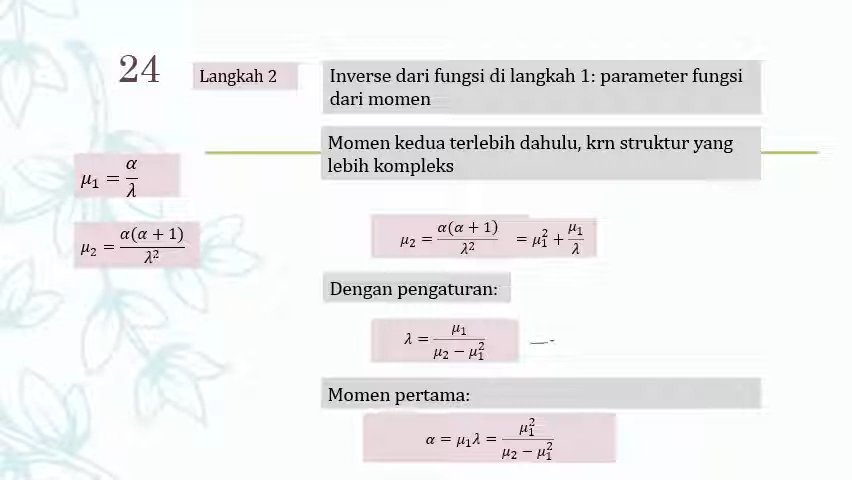 24
Langkah 2
Inverse dari fungsi di langkah 1: parameter fungsi
dari momen
Momen kedua terlebih dahulu, krn struktur yang
lebih kompleks
μ₁ = α/λ
μ₂ = α(α + 1)/λ²
μ₂ = α(α + 1)/λ² = μ₁² + μ₁/λ
Dengan pengaturan:
λ = μ₁/(μ₂ − μ₁²)
Momen pertama:
α = μ₁λ = μ₁²/(μ₂ − μ₁²)